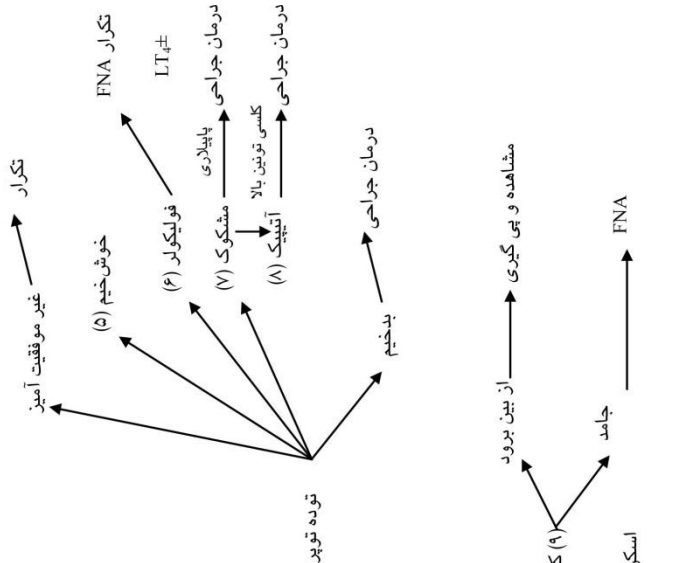 تکرار
غیر موفقیت آمیز
تکرار FNA
LT₄±
خوش‌خیم (۵)
فولیکولر (۶)
درمان جراحی
پاپیلاری
مشکوک (۷)
درمان جراحی
کلسی تونین بالا
آتیپیک (۸)
درمان جراحی
بدخیم
توده توپر
مشاهده و پی گیری
از بین برود
FNA
جامد
(۹)